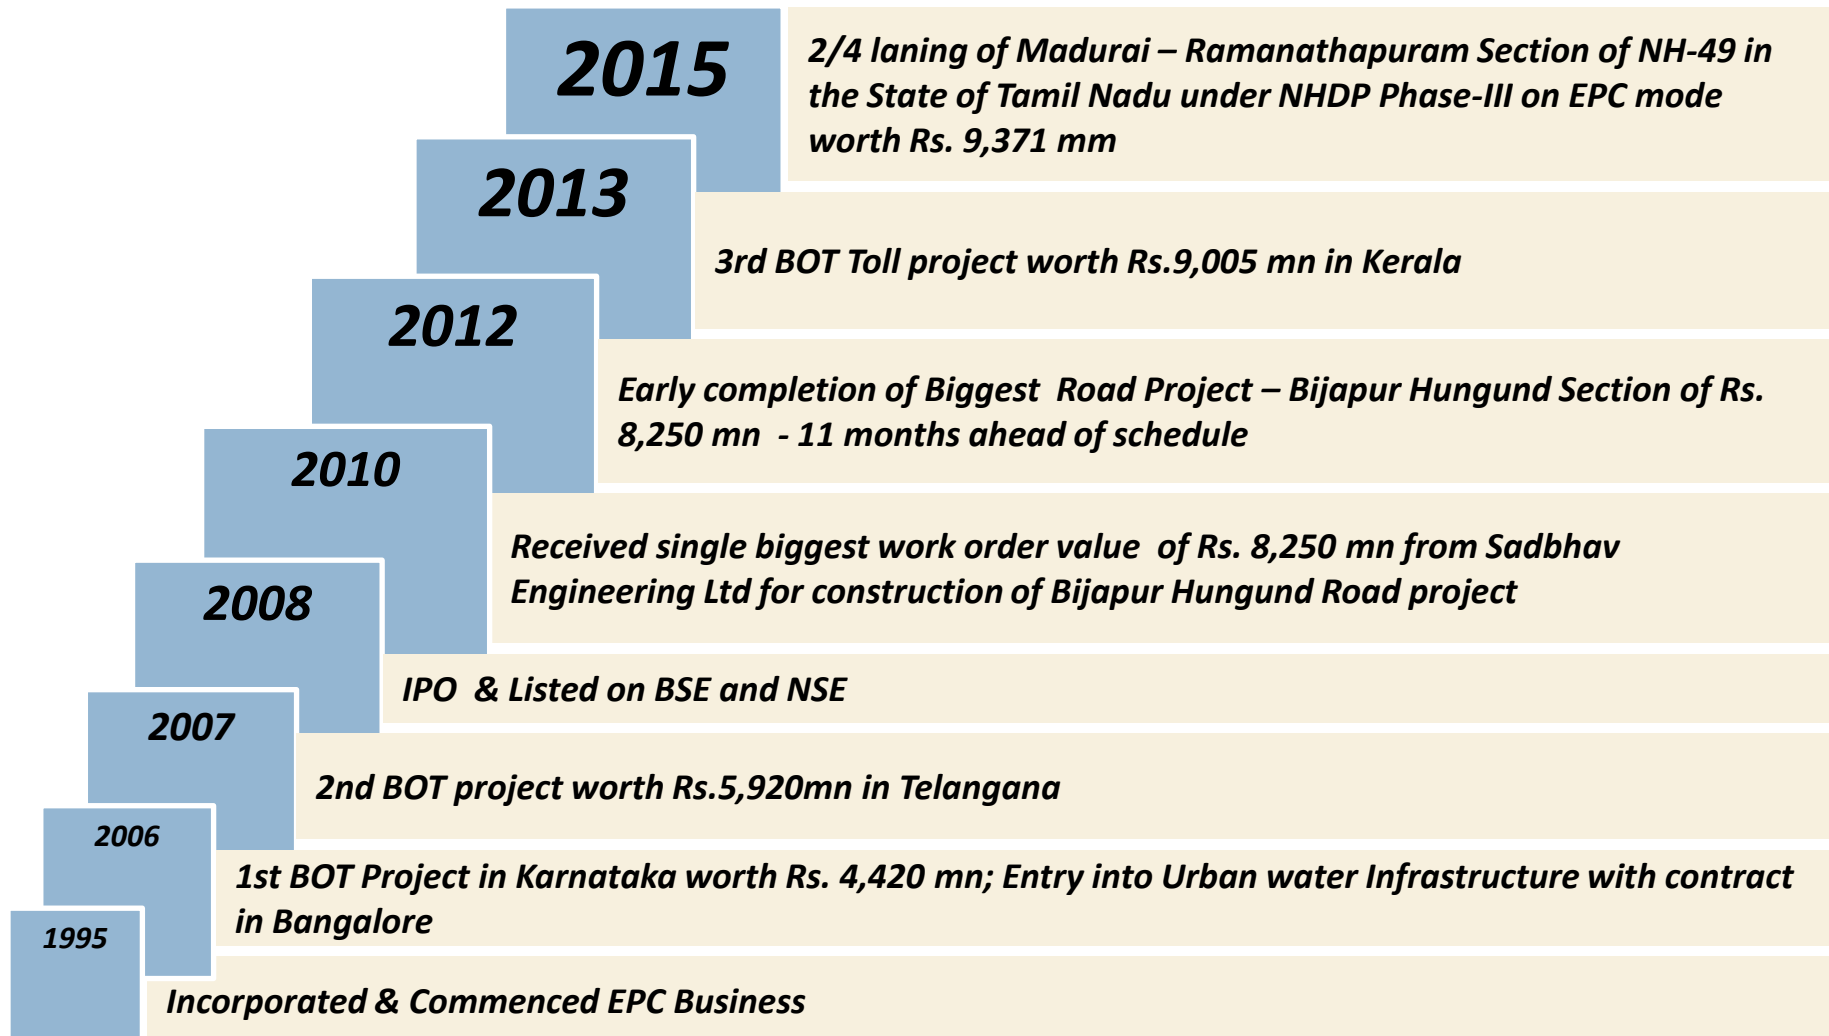 2015
2/4 laning of Madurai – Ramanathapuram Section of NH-49 in
the State of Tamil Nadu under NHDP Phase-III on EPC mode
worth Rs. 9,371 mm
2013
3rd BOT Toll project worth Rs.9,005 mn in Kerala
2012
Early completion of Biggest  Road Project – Bijapur Hungund Section of Rs.
8,250 mn  - 11 months ahead of schedule
2010
Received single biggest work order value  of Rs. 8,250 mn from Sadbhav
Engineering Ltd for construction of Bijapur Hungund Road project
2008
IPO  & Listed on BSE and NSE
2007
2nd BOT project worth Rs.5,920mn in Telangana
2006
1st BOT Project in Karnataka worth Rs. 4,420 mn; Entry into Urban water Infrastructure with contract
in Bangalore
1995
Incorporated & Commenced EPC Business